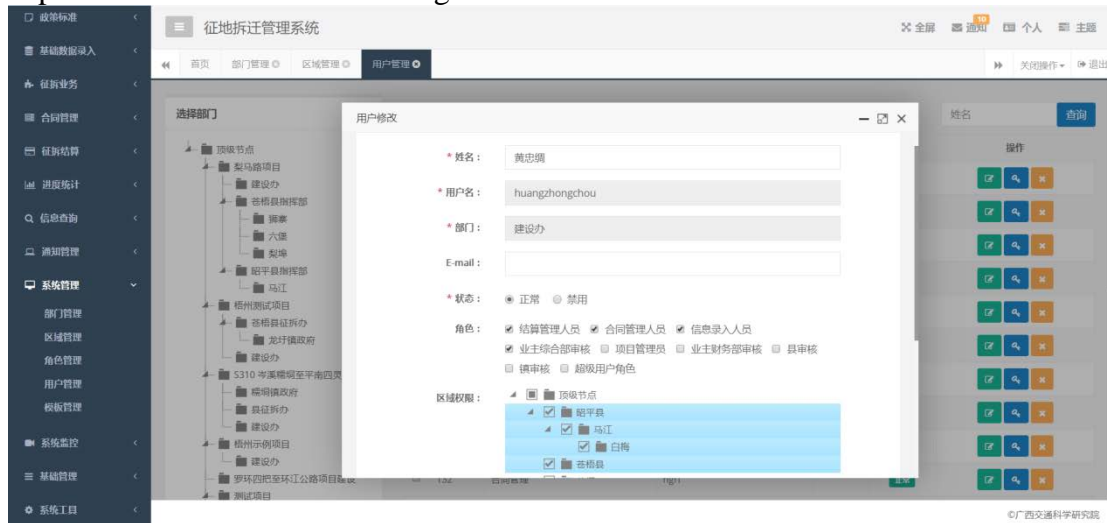 政策标准
征地拆迁管理系统
全屏 通知 10 个人 主题
基础数据录入
首页 部门管理 区域管理 用户管理 关闭操作 退出
征拆业务
合同管理
征拆结算
进度统计
信息查询
通知管理
系统管理
部门管理
区域管理
角色管理
用户管理
模板管理
系统监控
基础管理
系统工具
选择部门
顶级节点
梨马路项目
建设办
苍梧县指挥部
狮寨
六堡
梨埠
昭平县指挥部
马江
梧州测试项目
苍梧县征拆办
龙圩镇政府
建设办
县征拆办
建设办
梧州示例项目
建设办
罗环四把至环江公路项目建设
测试项目
姓名 查询
操作
用户修改
* 姓名： 黄忠绸
* 用户名： huangzhongchou
* 部门： 建设办
E-mail：
* 状态： 正常 禁用
角色： 结算管理人员 合同管理人员 信息录入人员
业主综合部审核 项目管理员 业主财务部审核 县审核
镇审核 超级用户角色
区域权限： 顶级节点
昭平县
马江
白梅
苍梧县
132 合同管理
©广西交通科学研究院